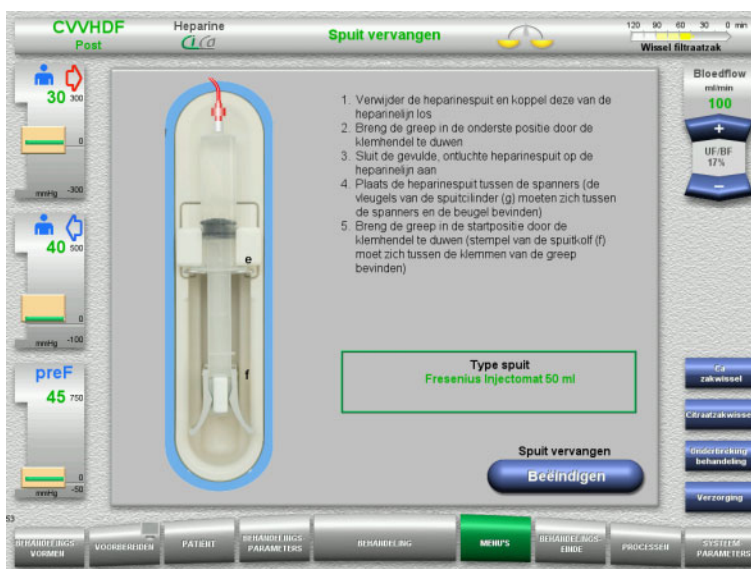 CVVHDF
Post
Heparine
Ci.Ca
Spuit vervangen
120 90 60 30 0 min
Wissel filtraatzak
30 300
0
mmHg -300
40 500
0
mmHg -100
preF
45 750
0
mmHg -50
1. Verwijder de heparinespuit en koppel deze van de
heparinelijn los
2. Breng de greep in de onderste positie door de
klemhendel te duwen
3. Sluit de gevulde, ontluchte heparinespuit op de
heparinelijn aan
4. Plaats de heparinespuit tussen de spanners (de
vleugels van de spuitcilinder (g) moeten zich tussen
de spanners en de beugel bevinden)
5. Breng de greep in de startpositie door de
klemhendel te duwen (stempel van de spuitkolf (f)
moet zich tussen de klemmen van de greep
bevinden)
e
f
Type spuit
Fresenius Injectomat 50 ml
Spuit vervangen
Beëindigen
Bloedflow
ml/min
100
+
UF/BF
17%
–
Ca
zakwissel
Citraatzakwisse
Onderbreking
behandeling
Verzorging
53
BEHANDELINGS-
VORMEN
VOORBEREIDEN
PATIËNT
BEHANDELINGS
PARAMETERS
BEHANDELING
MENU'S
BEHANDELINGS-
EINDE
PROCESSEN
SYSTEEM
PARAMETERS